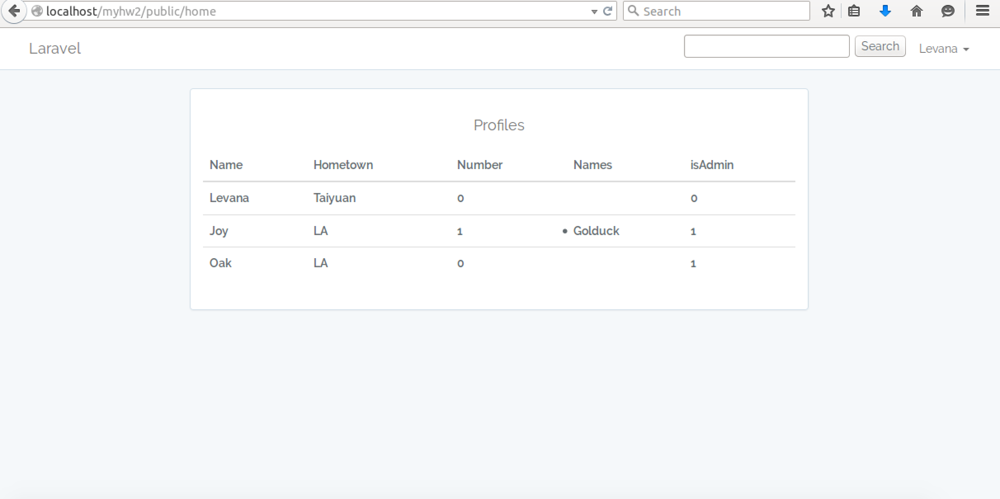 localhost/myhw2/public/home Search
Laravel Search Levana
Profiles
Name Hometown Number Names isAdmin
Levana Taiyuan 0 0
Joy LA 1 • Golduck 1
Oak LA 0 1